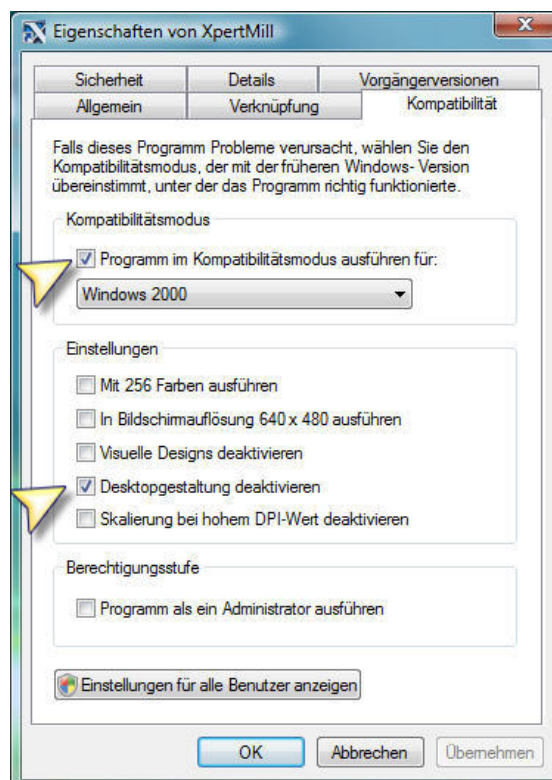 Eigenschaften von XpertMill
Sicherheit Details Vorgängerversionen
Allgemein Verknüpfung Kompatibilität
Falls dieses Programm Probleme verursacht, wählen Sie den
Kompatibilitätsmodus, der mit der früheren Windows- Version
übereinstimmt, unter der das Programm richtig funktionierte.
Kompatibilitätsmodus
Programm im Kompatibilitätsmodus ausführen für:
Windows 2000
Einstellungen
Mit 256 Farben ausführen
In Bildschirmauflösung 640 x 480 ausführen
Visuelle Designs deaktivieren
Desktopgestaltung deaktivieren
Skalierung bei hohem DPI-Wert deaktivieren
Berechtigungsstufe
Programm als ein Administrator ausführen
Einstellungen für alle Benutzer anzeigen
OK Abbrechen Übernehmen